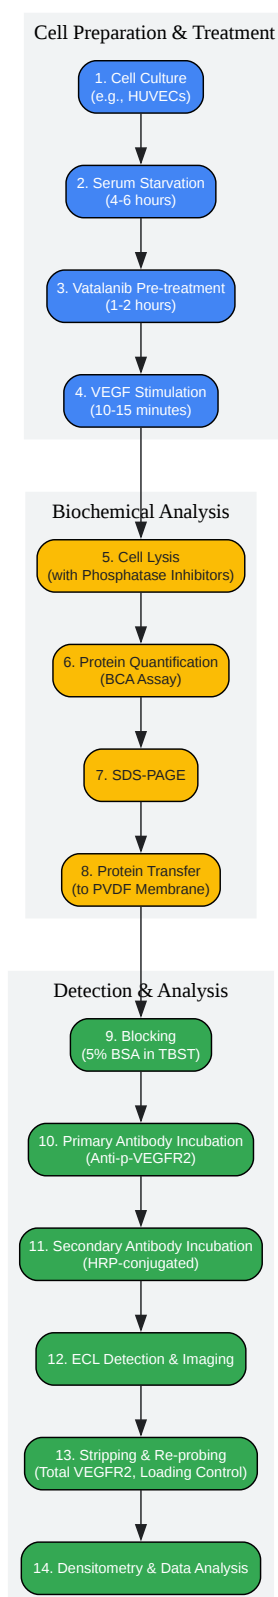 Cell Preparation & Treatment
1. Cell Culture
(e.g., HUVECs)
2. Serum Starvation
(4-6 hours)
3. Vatalanib Pre-treatment
(1-2 hours)
4. VEGF Stimulation
(10-15 minutes)
Biochemical Analysis
5. Cell Lysis
(with Phosphatase Inhibitors)
6. Protein Quantification
(BCA Assay)
7. SDS-PAGE
8. Protein Transfer
(to PVDF Membrane)
Detection & Analysis
9. Blocking
(5% BSA in TBST)
10. Primary Antibody Incubation
(Anti-p-VEGFR2)
11. Secondary Antibody Incubation
(HRP-conjugated)
12. ECL Detection & Imaging
13. Stripping & Re-probing
(Total VEGFR2, Loading Control)
14. Densitometry & Data Analysis